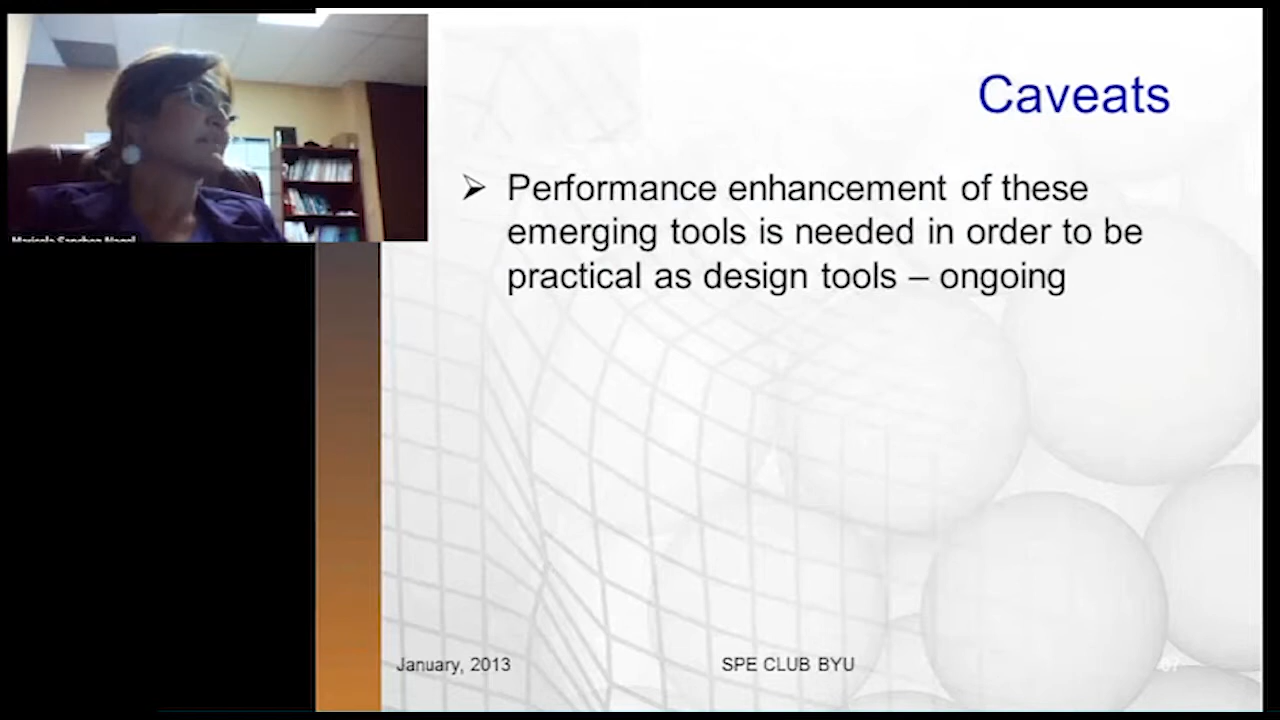 Caveats
➢ Performance enhancement of these
emerging tools is needed in order to be
practical as design tools – ongoing
January, 2013
SPE CLUB BYU